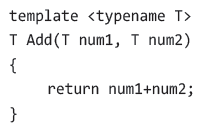 template <typename T>
T Add(T num1, T num2)
{
    return num1+num2;
}